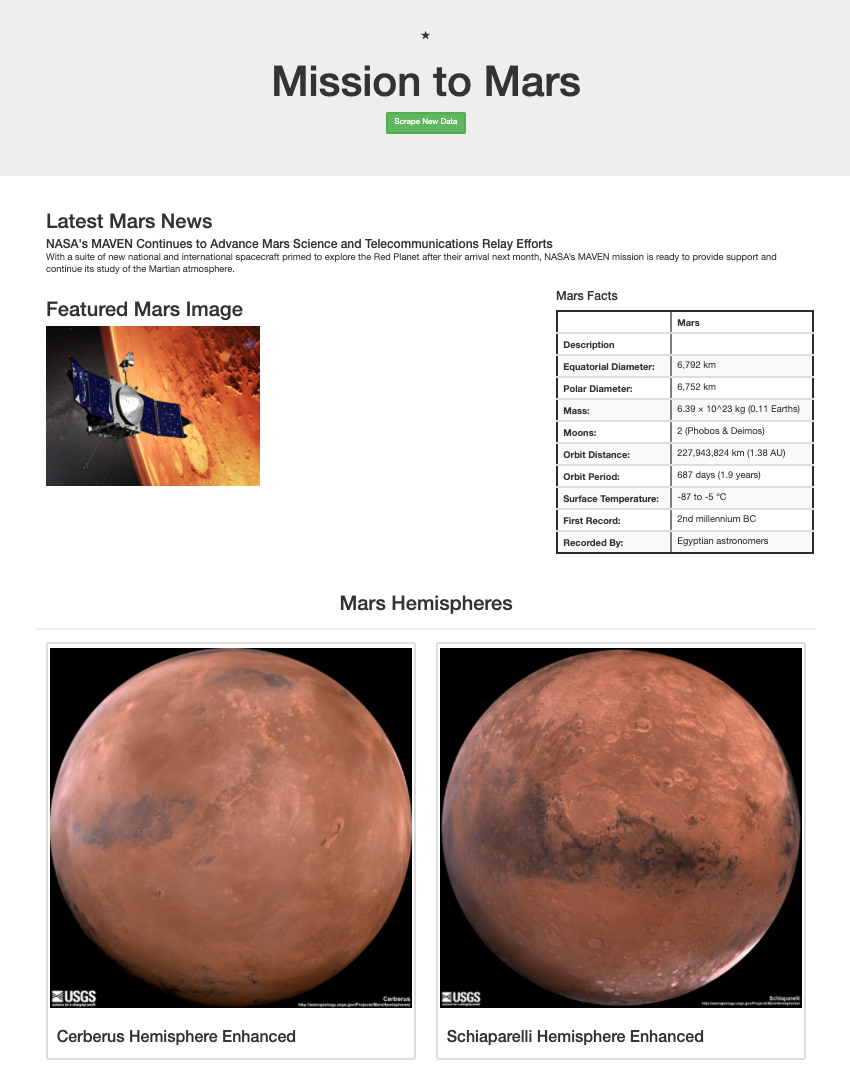 ★
Mission to Mars
Scrape New Data
Latest Mars News
NASA's MAVEN Continues to Advance Mars Science and Telecommunications Relay Efforts
With a suite of new national and international spacecraft primed to explore the Red Planet after their arrival next month, NASA's MAVEN mission is ready to provide support and
continue its study of the Martian atmosphere.
Featured Mars Image
Mars Facts
Mars
Description
Equatorial Diameter: 6,792 km
Polar Diameter: 6,752 km
Mass: 6.39 × 10^23 kg (0.11 Earths)
Moons: 2 (Phobos & Deimos)
Orbit Distance: 227,943,824 km (1.38 AU)
Orbit Period: 687 days (1.9 years)
Surface Temperature: -87 to -5 °C
First Record: 2nd millennium BC
Recorded By: Egyptian astronomers
Mars Hemispheres
USGS
Cerberus
USGS
Schiaparelli
Cerberus Hemisphere Enhanced
Schiaparelli Hemisphere Enhanced